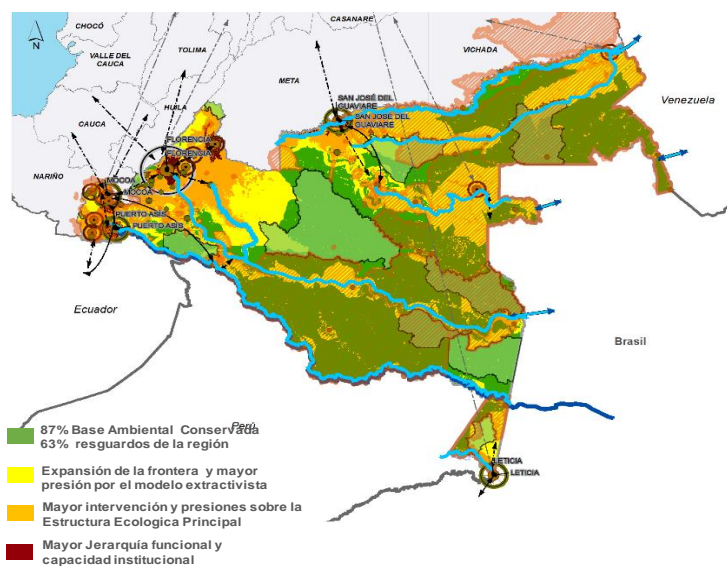 CHOCÓ
CASANARE
N
TOLIMA
VICHADA
VALLE DEL
CAUCA
META
Venezuela
HUILA
SAN JOSÉ DEL
GUAVIARE
SAN JOSÉ DEL
GUAVIARE
CAUCA
FLORENCIA
FLORENCIA
NARIÑO
MOCOA
MOCOA
PUERTO ASÍS
PUERTO ASÍS
Ecuador
Brasil
Perú
87% Base Ambiental Conservada
63% resguardos de la región
Expansión de la frontera y mayor
presión por el modelo extractivista
Mayor intervención y presiones sobre la
Estructura Ecologica Principal
Mayor Jerarquía funcional y
capacidad institucional
LETICIA
LETICIA